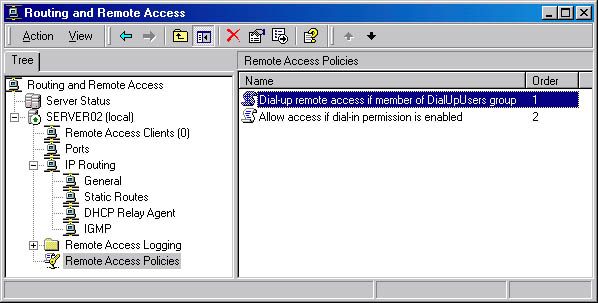 Routing and Remote Access
Action View
Tree
Routing and Remote Access
Server Status
SERVER02 (local)
Remote Access Clients (0)
Ports
IP Routing
General
Static Routes
DHCP Relay Agent
IGMP
Remote Access Logging
Remote Access Policies
Remote Access Policies
Name Order
Dial-up remote access if member of DialUpUsers group 1
Allow access if dial-in permission is enabled 2